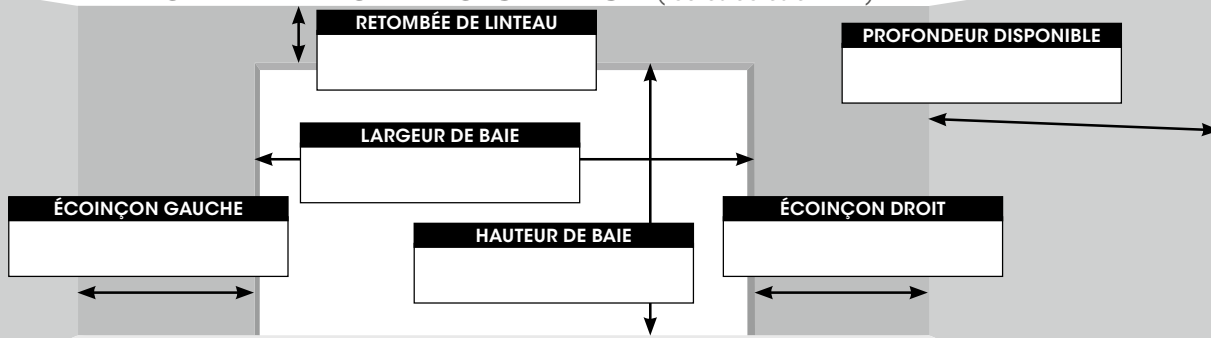 RETOMBÉE DE LINTEAU
PROFONDEUR DISPONIBLE
LARGEUR DE BAIE
ÉCOINÇON GAUCHE
ÉCOINÇON DROIT
HAUTEUR DE BAIE